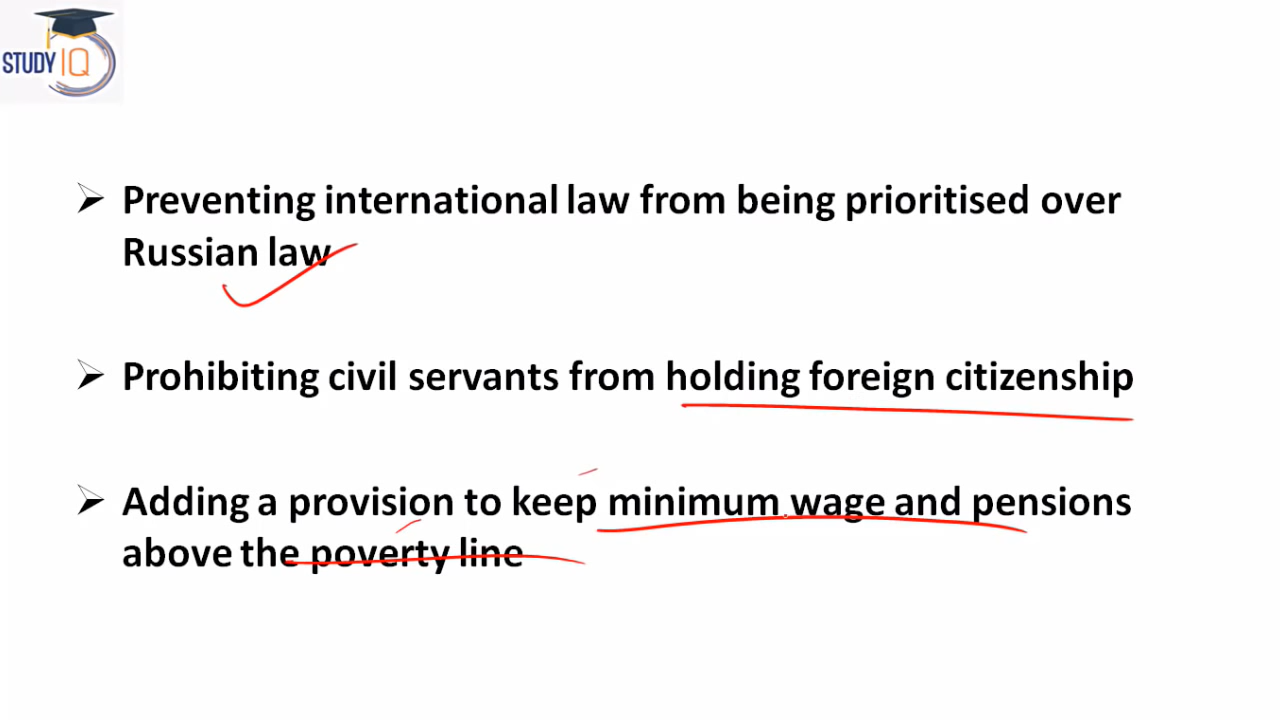 STUDY IQ
Preventing international law from being prioritised over
Russian law
Prohibiting civil servants from holding foreign citizenship
Adding a provision to keep minimum wage and pensions
above the poverty line